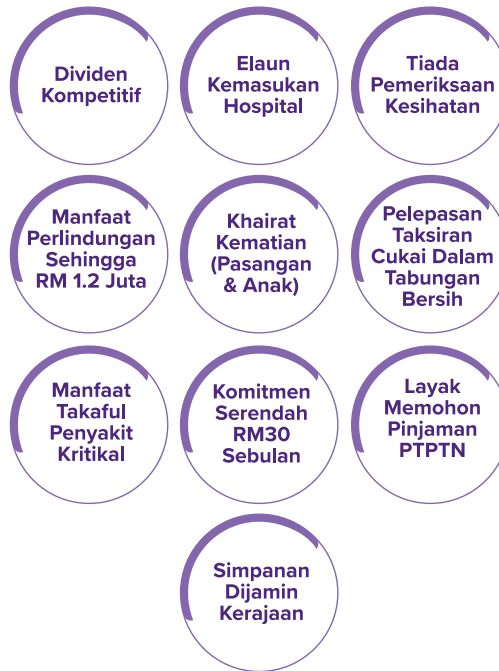 Dividen
Kompetitif
Elaun
Kemasukan
Hospital
Tiada
Pemeriksaan
Kesihatan
Manfaat
Perlindungan
Sehingga
RM 1.2 Juta
Khairat
Kematian
(Pasangan
& Anak)
Pelepasan
Taksiran
Cukai Dalam
Tabungan
Bersih
Manfaat
Takaful
Penyakit
Kritikal
Komitmen
Serendah
RM30
Sebulan
Layak
Memohon
Pinjaman
PTPTN
Simpanan
Dijamin
Kerajaan